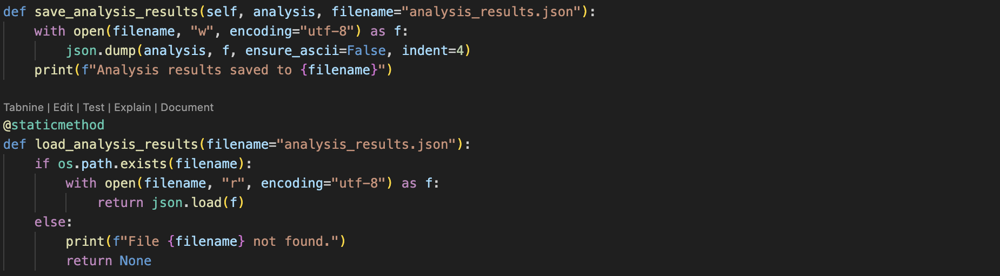 def save_analysis_results(self, analysis, filename="analysis_results.json"):
    with open(filename, "w", encoding="utf-8") as f:
        json.dump(analysis, f, ensure_ascii=False, indent=4)
    print(f"Analysis results saved to {filename}")
Tabnine | Edit | Test | Explain | Document
@staticmethod
def load_analysis_results(filename="analysis_results.json"):
    if os.path.exists(filename):
        with open(filename, "r", encoding="utf-8") as f:
            return json.load(f)
    else:
        print(f"File {filename} not found.")
        return None